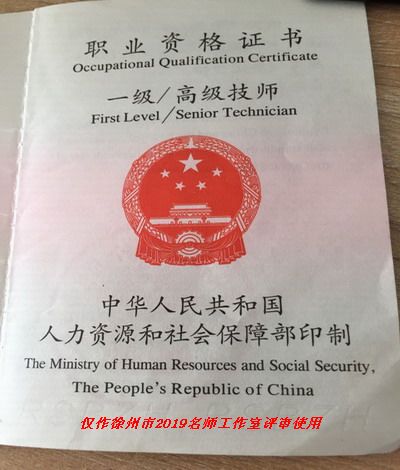 职业资格证书
Occupational Qualification Certificate
一级/高级技师
First Level/Senior Technician
中华人民共和国
人力资源和社会保障部印制
The Ministry of Human Resources and Social Security,
The People's Republic of China
仅作徐州市2019名师工作室评审使用